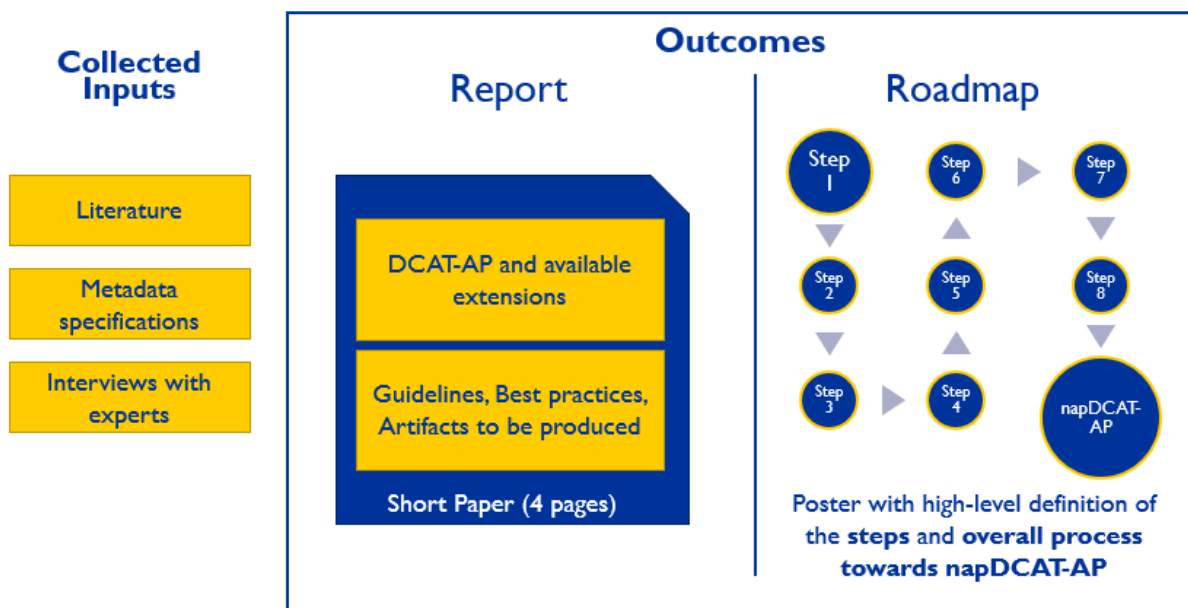 Collected
Inputs
Literature
Metadata
specifications
Interviews with
experts
Outcomes
Report
DCAT-AP and available
extensions
Guidelines, Best practices,
Artifacts to be produced
Short Paper (4 pages)
Roadmap
Step
1
Step
2
Step
3
Step
4
Step
5
Step
6
Step
7
Step
8
napDCAT-
AP
Poster with high-level definition of
the steps and overall process
towards napDCAT-AP